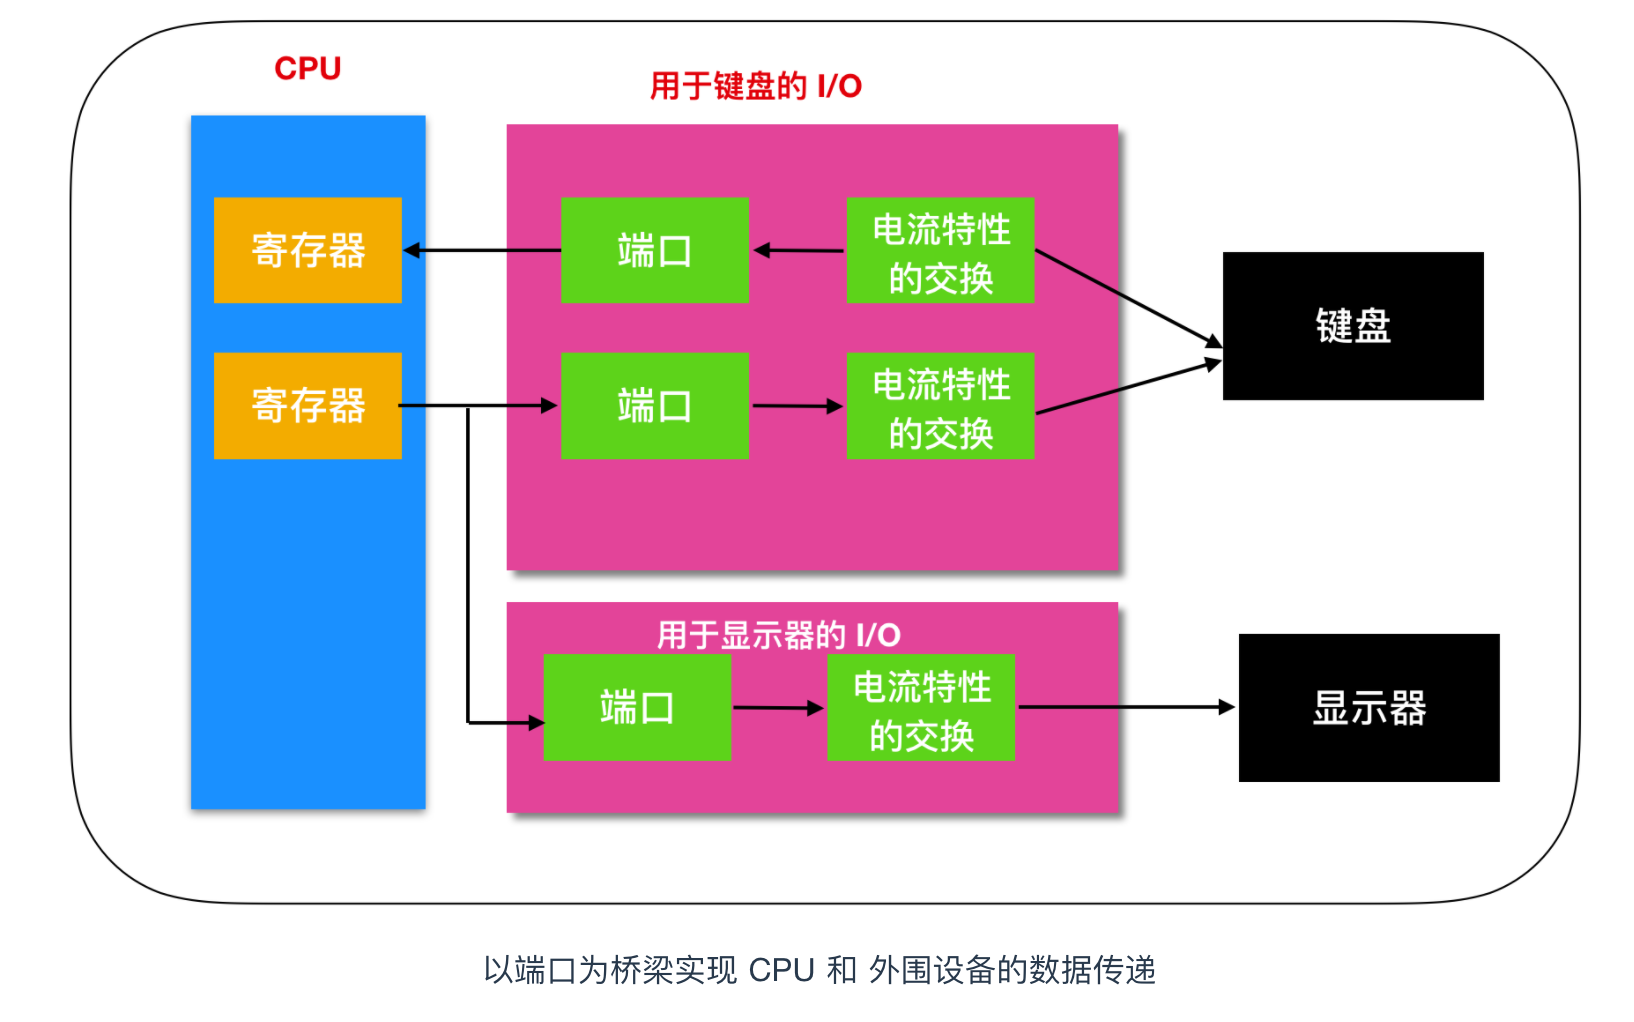 CPU
用于键盘的 I/O
寄存器
端口
电流特性
的交换
键盘
寄存器
端口
电流特性
的交换
用于显示器的 I/O
端口
电流特性
的交换
显示器
以端口为桥梁实现 CPU 和 外围设备的数据传递